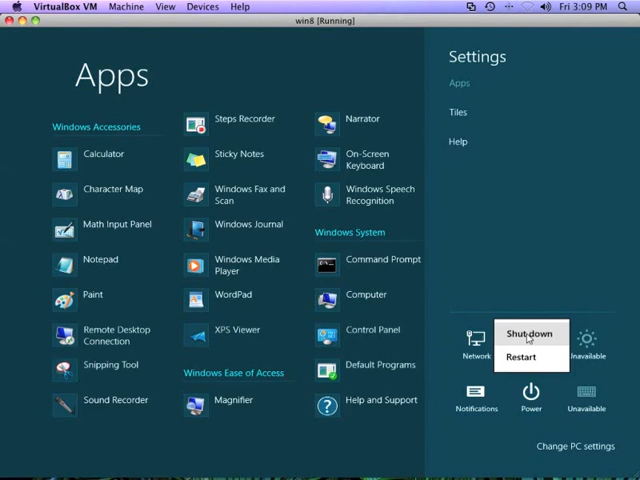 VirtualBox VM Machine View Devices Help
Fri 3:09 PM
win8 [Running]
Apps
Windows Accessories
Calculator
Character Map
Math Input Panel
Notepad
Paint
Remote Desktop
Connection
Snipping Tool
Sound Recorder
Steps Recorder
Sticky Notes
Windows Fax and
Scan
Windows Journal
Windows Media
Player
WordPad
XPS Viewer
Windows Ease of Access
Magnifier
Narrator
On-Screen
Keyboard
Windows Speech
Recognition
Windows System
Command Prompt
Computer
Control Panel
Default Programs
Help and Support
Settings
Apps
Tiles
Help
Shut down
Restart
Network
Unavailable
Notifications
Power
Unavailable
Change PC settings